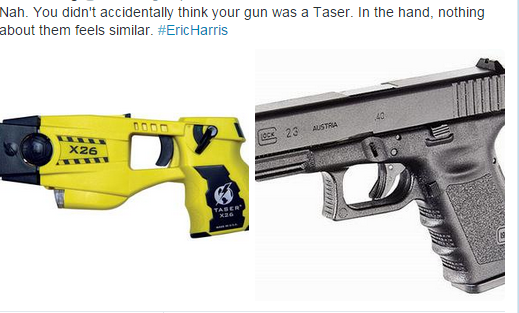 Nah. You didn't accidentally think your gun was a Taser. In the hand, nothing
about them feels similar. #EricHarris
X26
TASER
X26
GLOCK 23 AUSTRIA .40